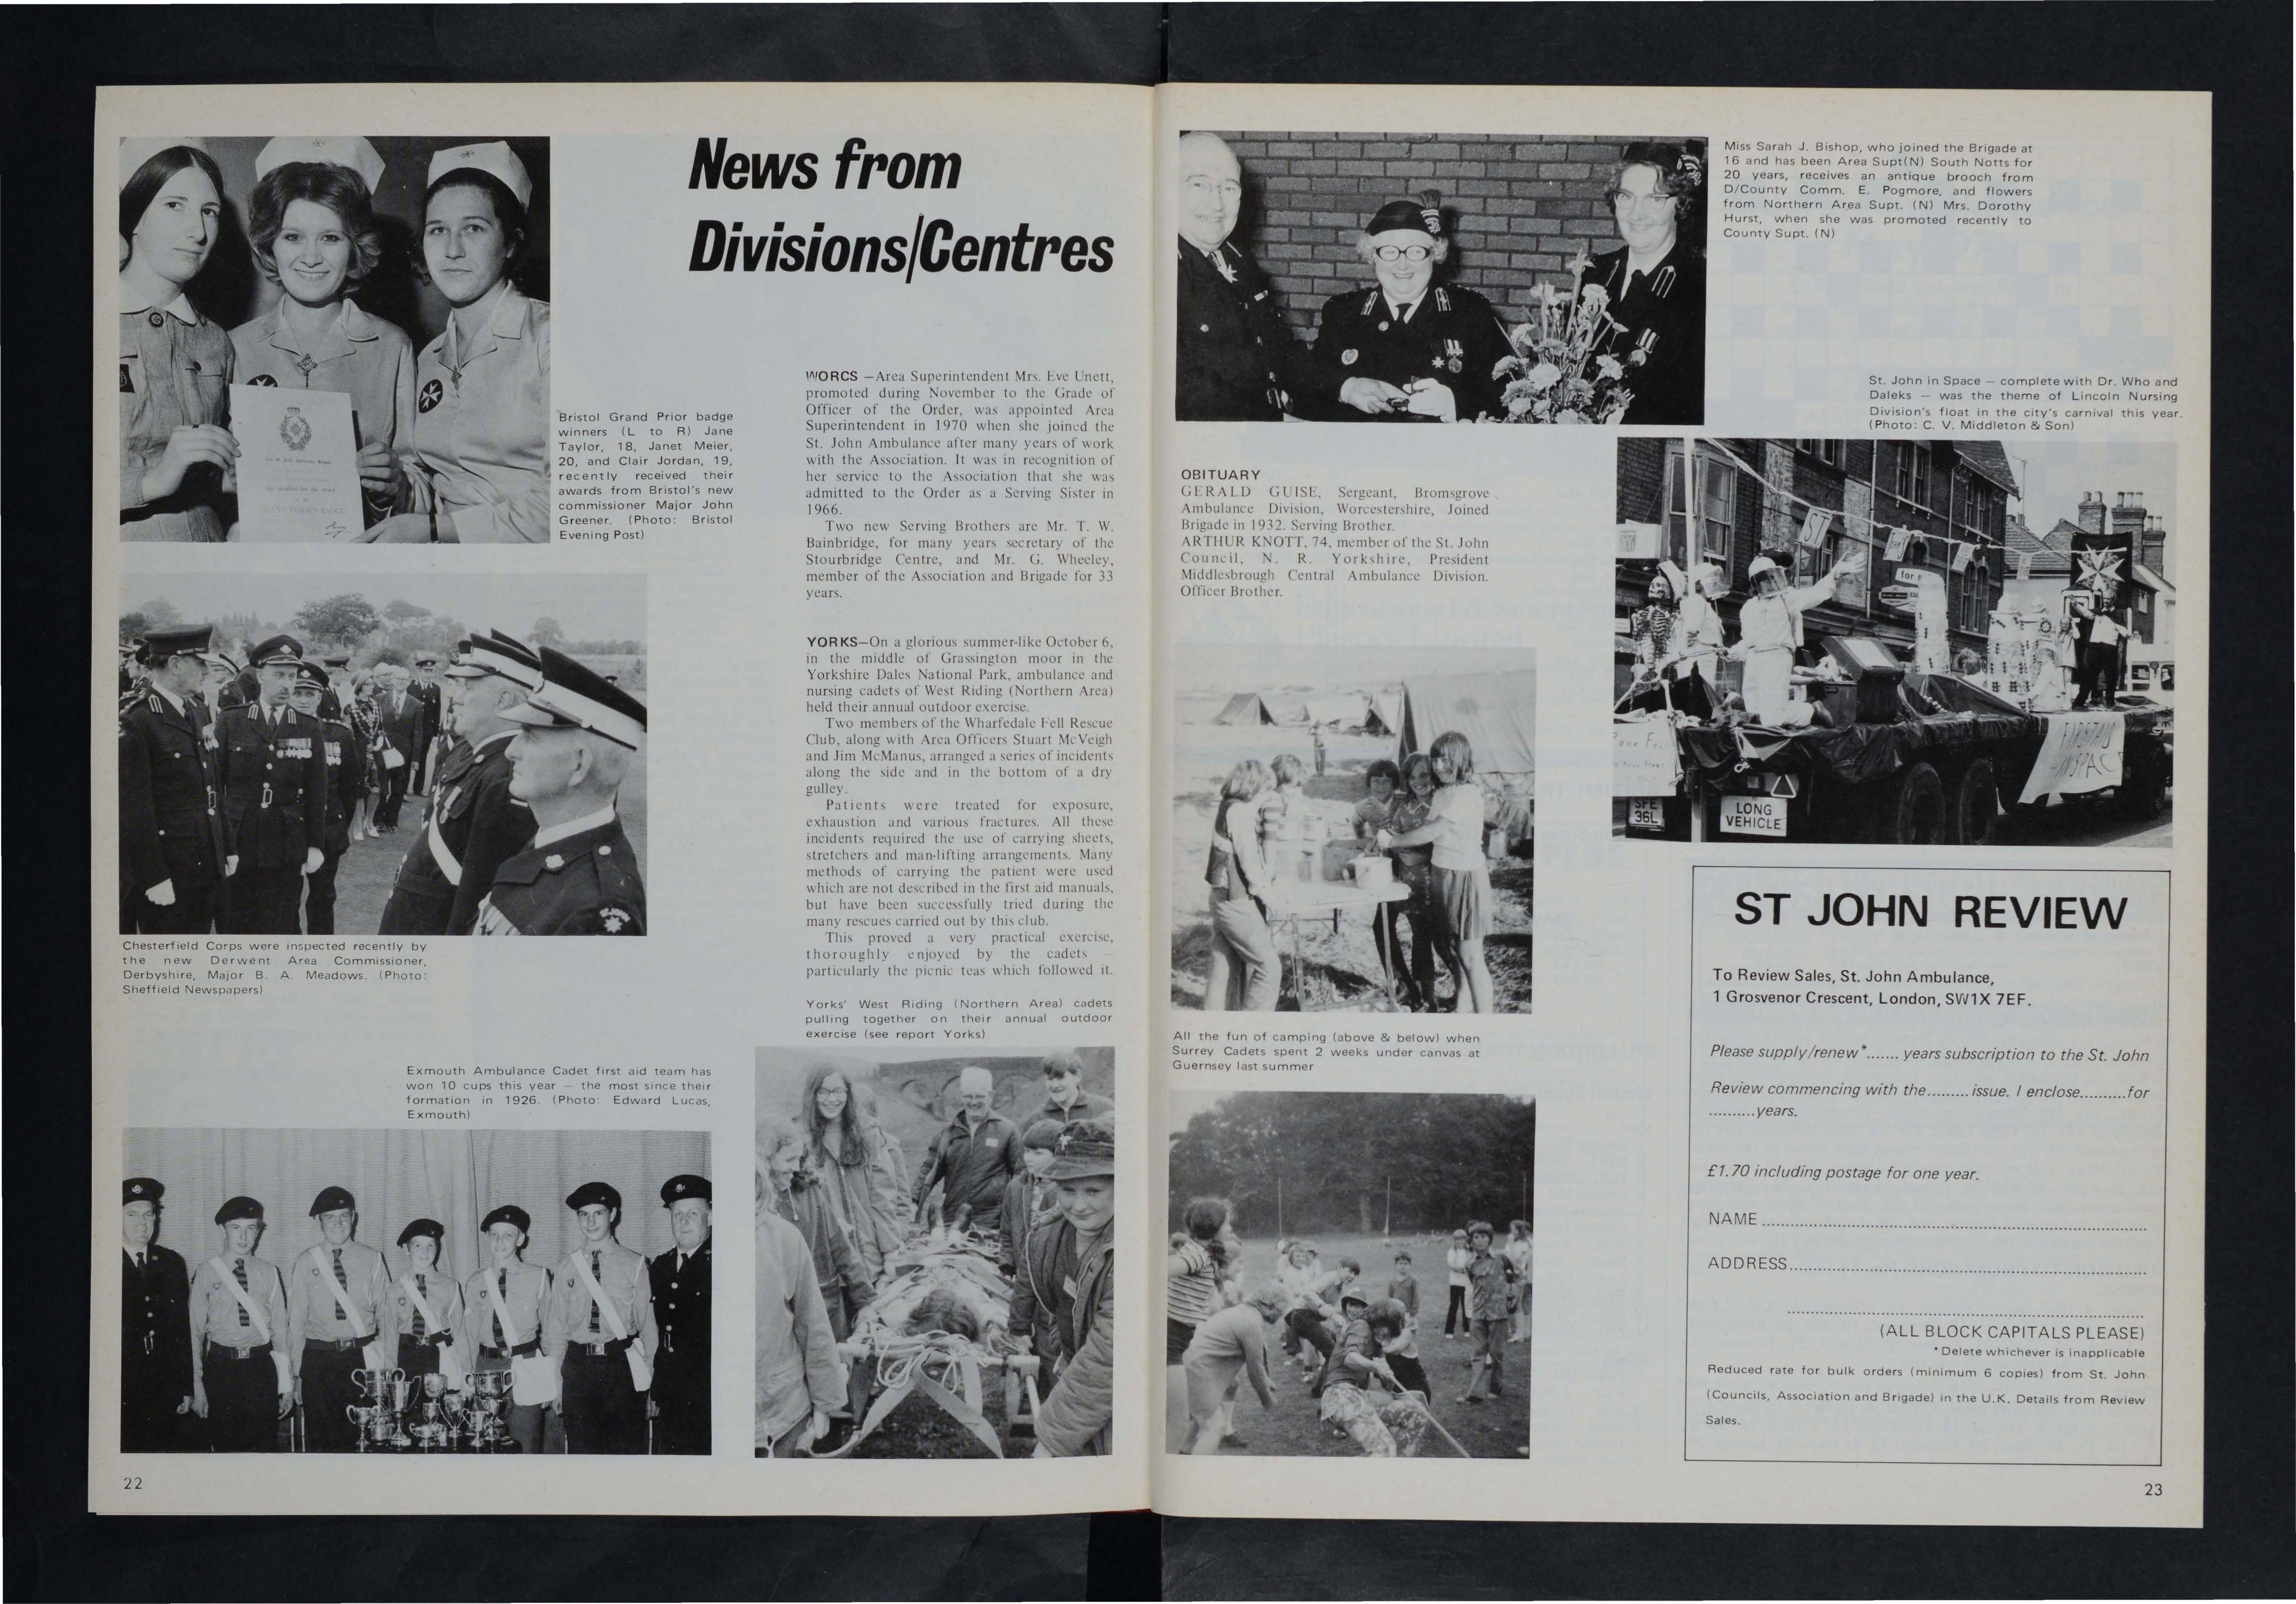 News from
Divisions/Centres
Bristol Grand Prior badge
winners (L to R) Jane
Taylor, 18, Janet Meier,
20, and Clair Jordan, 19,
recently received their
awards from Bristol's new
commissioner Major John
Greener. (Photo: Bristol
Evening Post)
Chesterfield Corps were inspected recently by
the new Derwent Area Commissioner,
Derbyshire, Major B. A. Meadows. (Photo:
Sheffield Newspapers)
Exmouth Ambulance Cadet first aid team has
won 10 cups this year — the most since their
formation in 1926. (Photo: Edward Lucas,
Exmouth)
WORCS —Area Superintendent Mrs. Eve Unett,
promoted during November to the Grade of
Officer of the Order, was appointed Area
Superintendent in 1970 when she joined the
St. John Ambulance after many years of work
with the Association. It was in recognition of
her service to the Association that she was
admitted to the Order as a Serving Sister in
1966.
Two new Serving Brothers are Mr. T. W.
Bainbridge, for many years secretary of the
Stourbridge Centre, and Mr. G. Wheeley,
member of the Association and Brigade for 33
years.
YORKS—On a glorious summer-like October 6,
in the middle of Grassington moor in the
Yorkshire Dales National Park, ambulance and
nursing cadets of West Riding (Northern Area)
held their annual outdoor exercise.
Two members of the Wharfedale Fell Rescue
Club, along with Area Officers Stuart McVeigh
and Jim McManus, arranged a series of incidents
along the side and in the bottom of a dry
gulley.
Patients were treated for exposure,
exhaustion and various fractures. All these
incidents required the use of carrying sheets,
stretchers and man-lifting arrangements. Many
methods of carrying the patient were used
which are not described in the first aid manuals,
but have been successfully tried during the
many rescues carried out by this club.
This proved a very practical exercise,
thoroughly enjoyed by the cadets —
particularly the picnic teas which followed it.
Yorks' West Riding (Northern Area) cadets
pulling together on their annual outdoor
exercise (see report Yorks)
22
Miss Sarah J. Bishop, who joined the Brigade at
16 and has been Area Supt(N) South Notts for
20 years, receives an antique brooch from
D/County Comm. E. Pogmore, and flowers
from Northern Area Supt. (N) Mrs. Dorothy
Hurst, when she was promoted recently to
County Supt. (N)
St. John in Space — complete with Dr. Who and
Daleks — was the theme of Lincoln Nursing
Division's float in the city's carnival this year.
(Photo: C. V. Middleton & Son)
OBITUARY
GERALD GUISE, Sergeant, Bromsgrove
Ambulance Division, Worcestershire, Joined
Brigade in 1932. Serving Brother.
ARTHUR KNOTT, 74, member of the St. John
Council, N. R. Yorkshire, President
Middlesbrough Central Ambulance Division.
Officer Brother.
ST
for
FIRST AID
INSPACE
SFE
36L
LONG
VEHICLE
All the fun of camping (above & below) when
Surrey Cadets spent 2 weeks under canvas at
Guernsey last summer
ST JOHN REVIEW
To Review Sales, St. John Ambulance,
1 Grosvenor Crescent, London, SW1X 7EF.
Please supply/renew*....... years subscription to the St. John
Review commencing with the......... issue. I enclose..........for
..........years.
£1.70 including postage for one year.
NAME
ADDRESS
(ALL BLOCK CAPITALS PLEASE)
*Delete whichever is inapplicable
Reduced rate for bulk orders (minimum 6 copies) from St. John
(Councils, Association and Brigade) in the U.K. Details from Review
Sales.
23